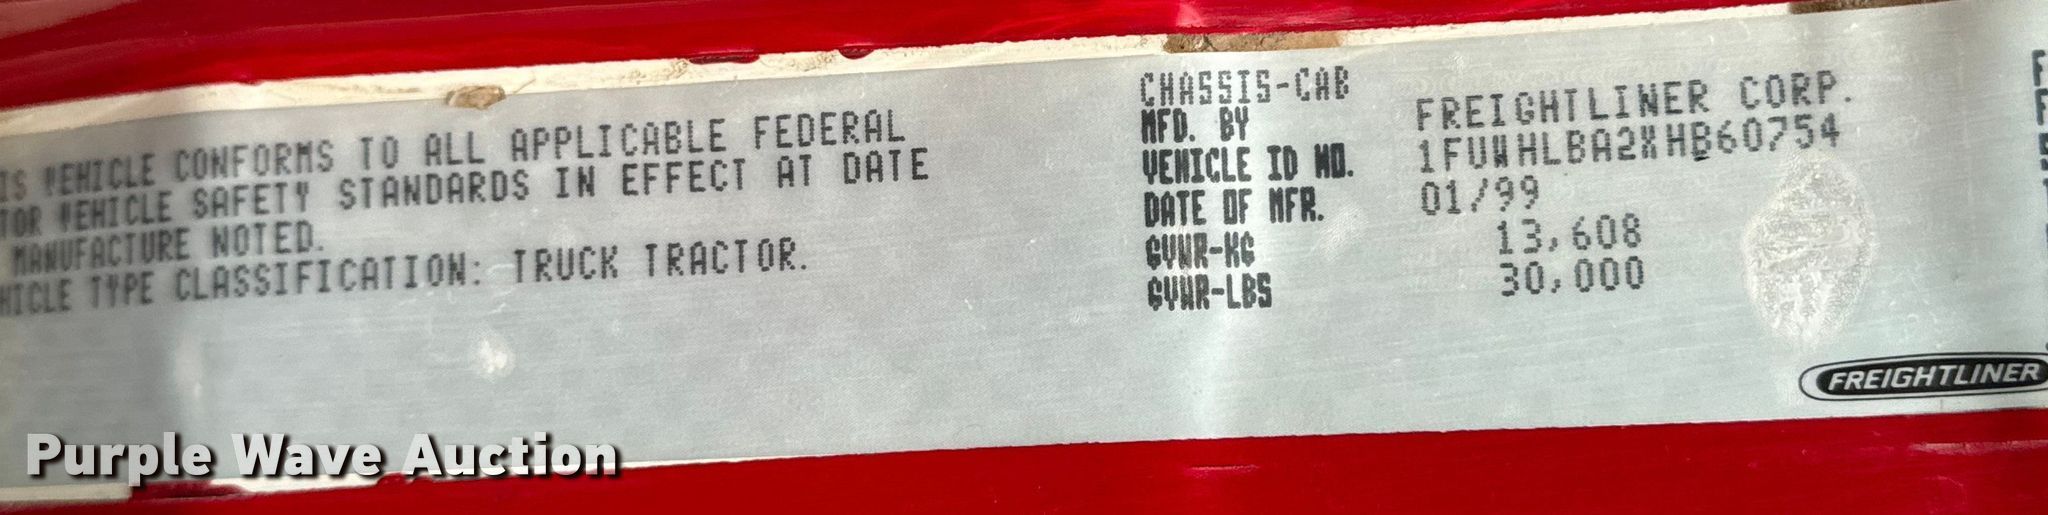 IS VEHICLE CONFORMS TO ALL APPLICABLE FEDERAL
TOR VEHICLE SAFETY STANDARDS IN EFFECT AT DATE
MANUFACTURE NOTED.
HICLE TYPE CLASSIFICATION: TRUCK TRACTOR.
CHASSIS-CAB
MFD. BY FREIGHTLINER CORP.
VEHICLE ID NO. 1FUWHLBA2XHB60754
DATE OF MFR. 01/99
GVWR-KG 13,608
GVWR-LBS 30,000
FREIGHTLINER
Purple Wave Auction